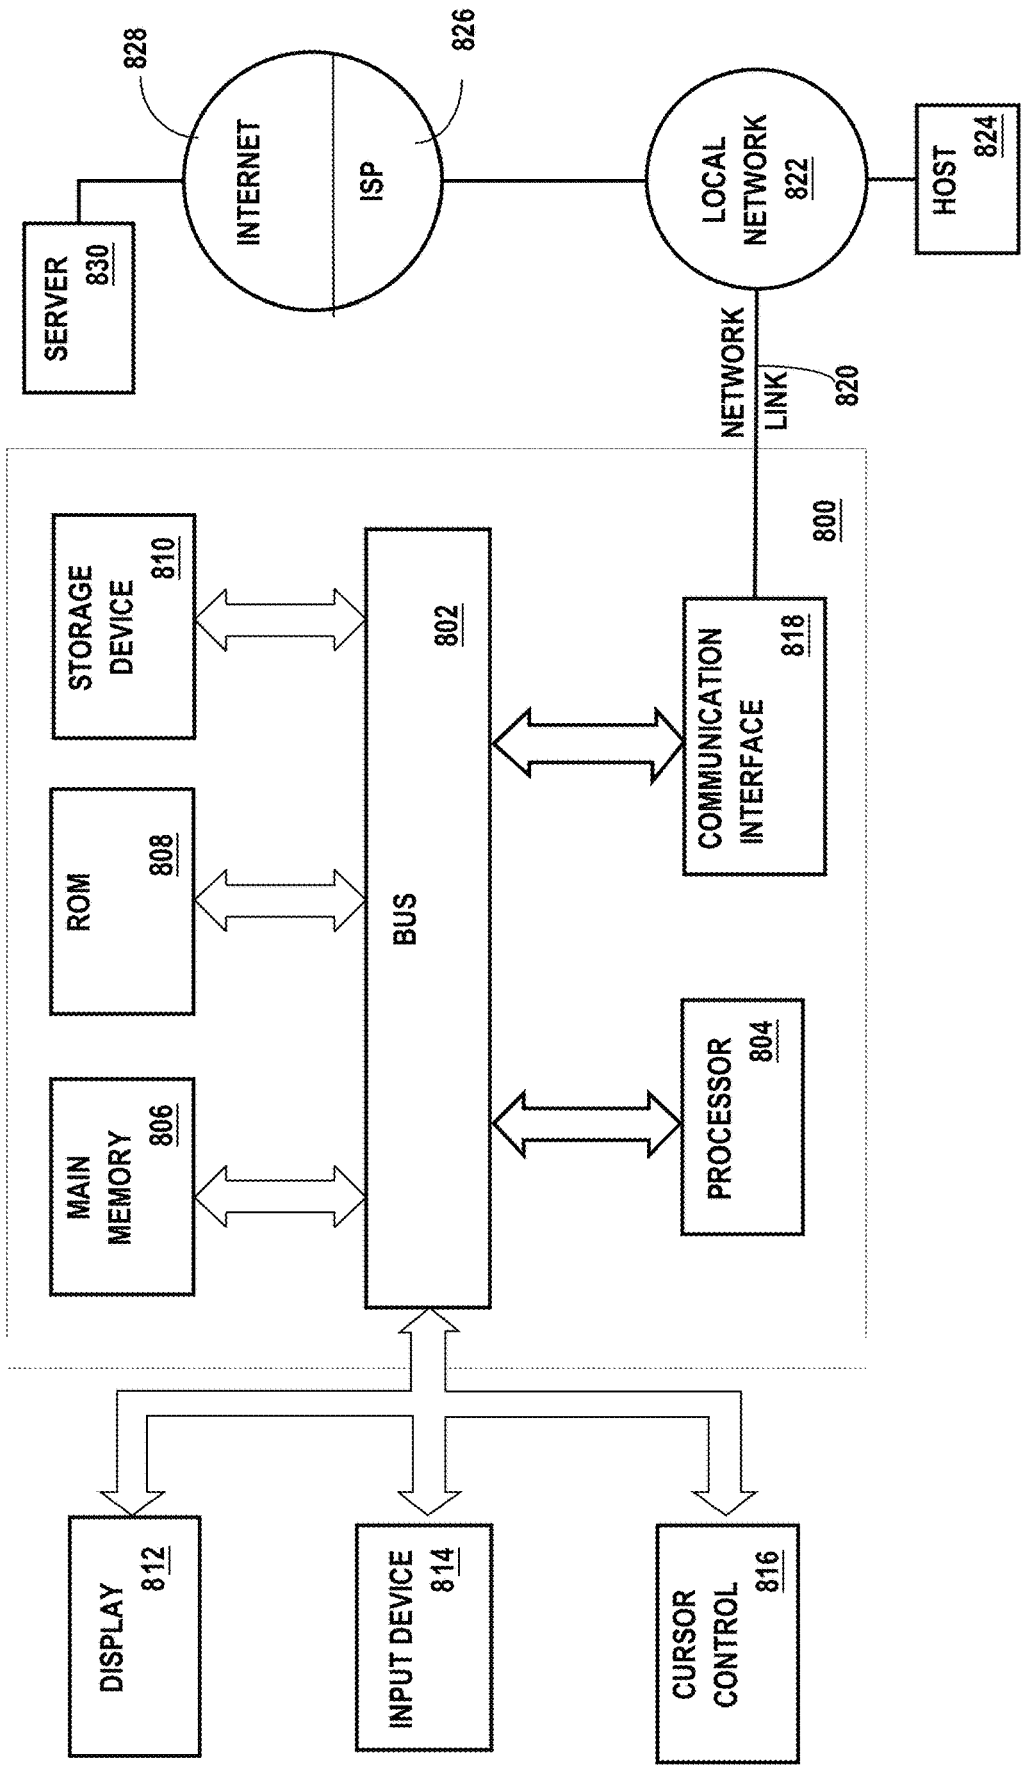 DISPLAY
812
INPUT DEVICE
814
CURSOR
CONTROL
816
MAIN
MEMORY
806
ROM
808
STORAGE
DEVICE
810
BUS
802
PROCESSOR
804
COMMUNICATION
INTERFACE
818
800
SERVER
830
828
INTERNET
ISP
826
NETWORK
LINK
820
LOCAL
NETWORK
822
HOST
824